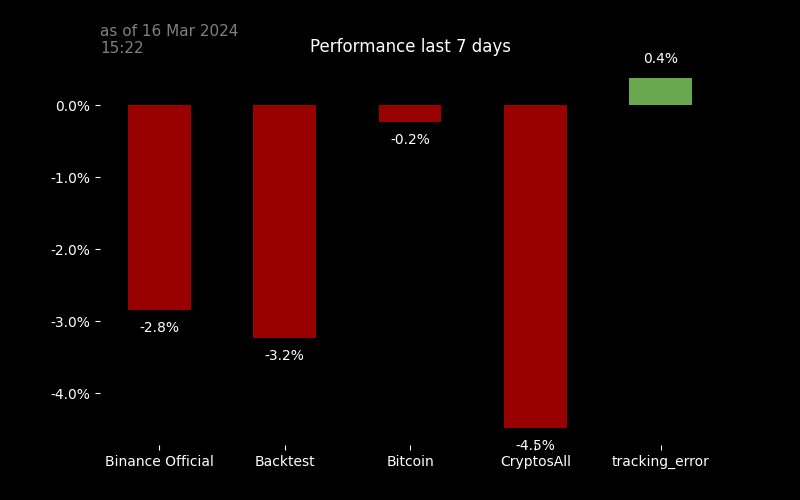 as of 16 Mar 2024
15:22
Performance last 7 days
0.4%
0.0%
-0.2%
-1.0%
-2.0%
-3.0%
-2.8%
-3.2%
-4.0%
-4.5%
Binance Official
Backtest
Bitcoin
CryptosAll
tracking_error